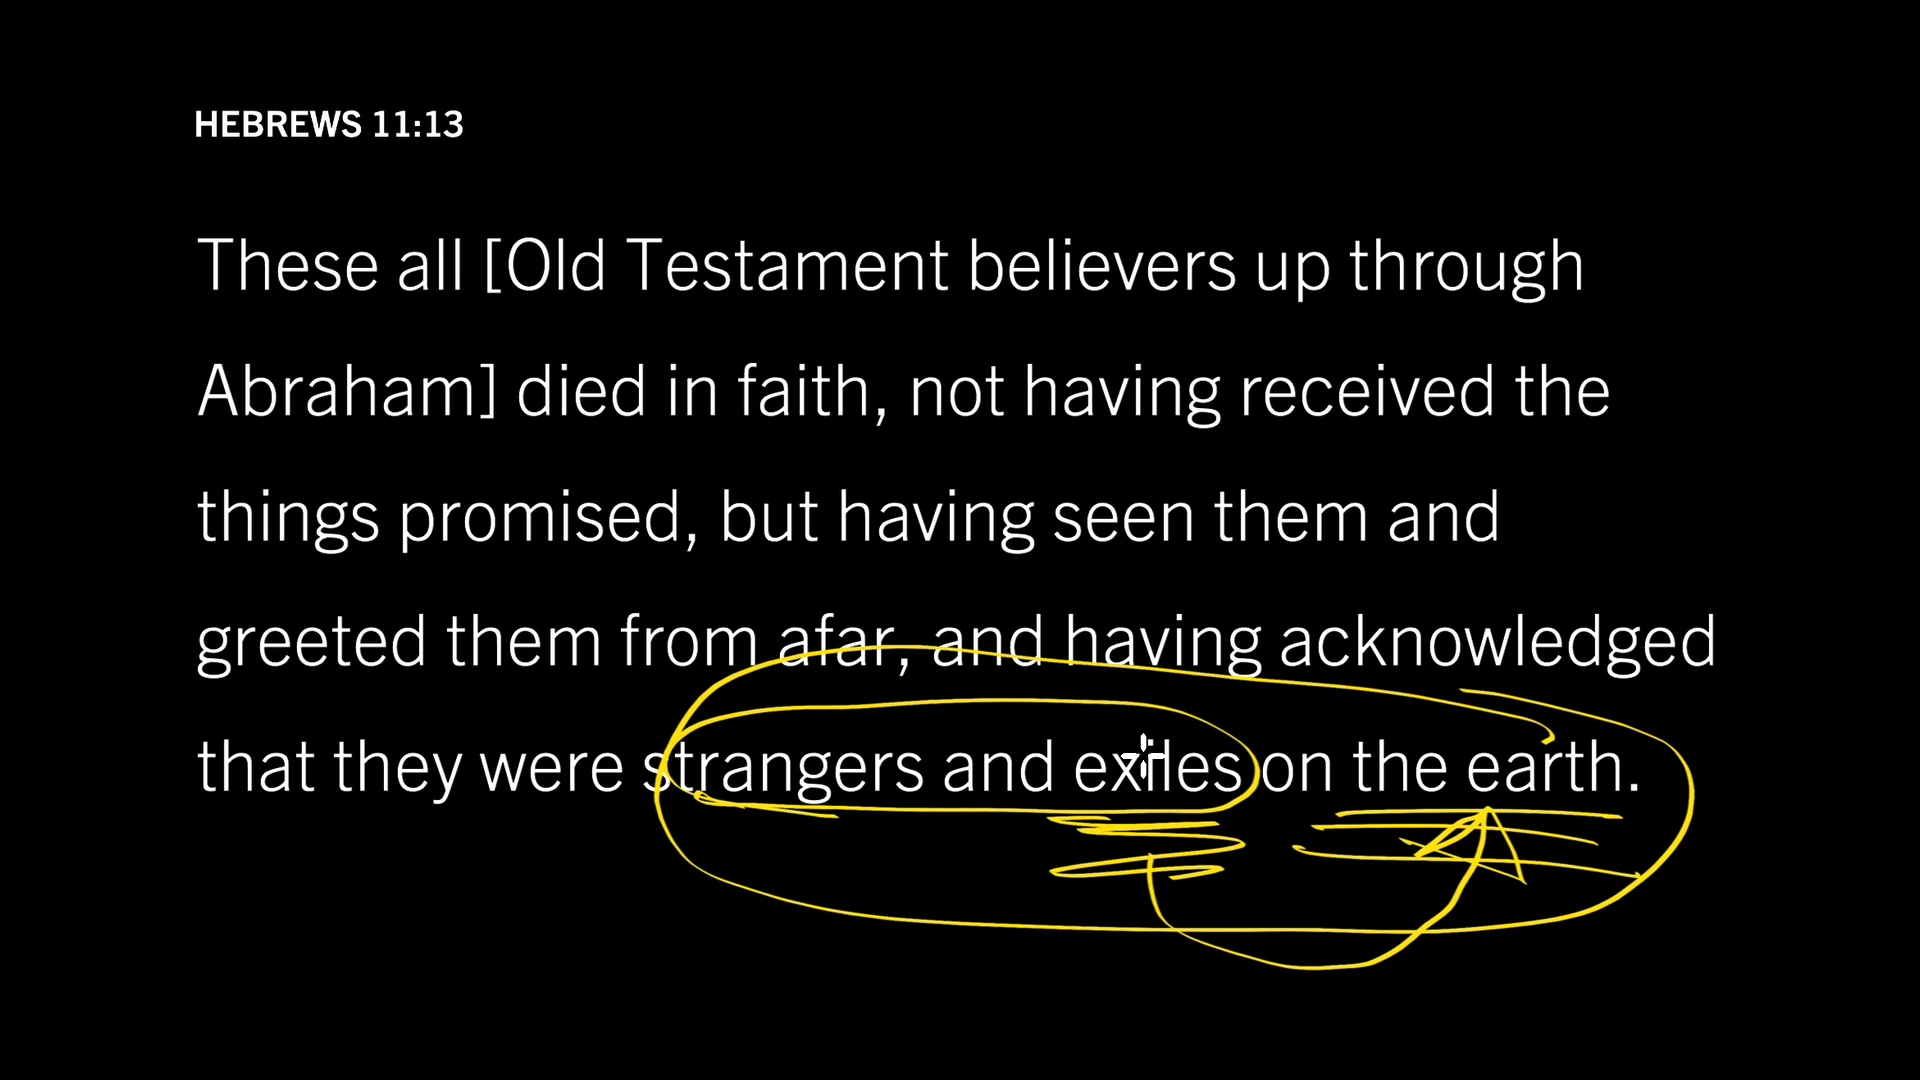 HEBREWS 11:13
These all [Old Testament believers up through
Abraham] died in faith, not having received the
things promised, but having seen them and
greeted them from afar, and having acknowledged
that they were strangers and exiles on the earth.